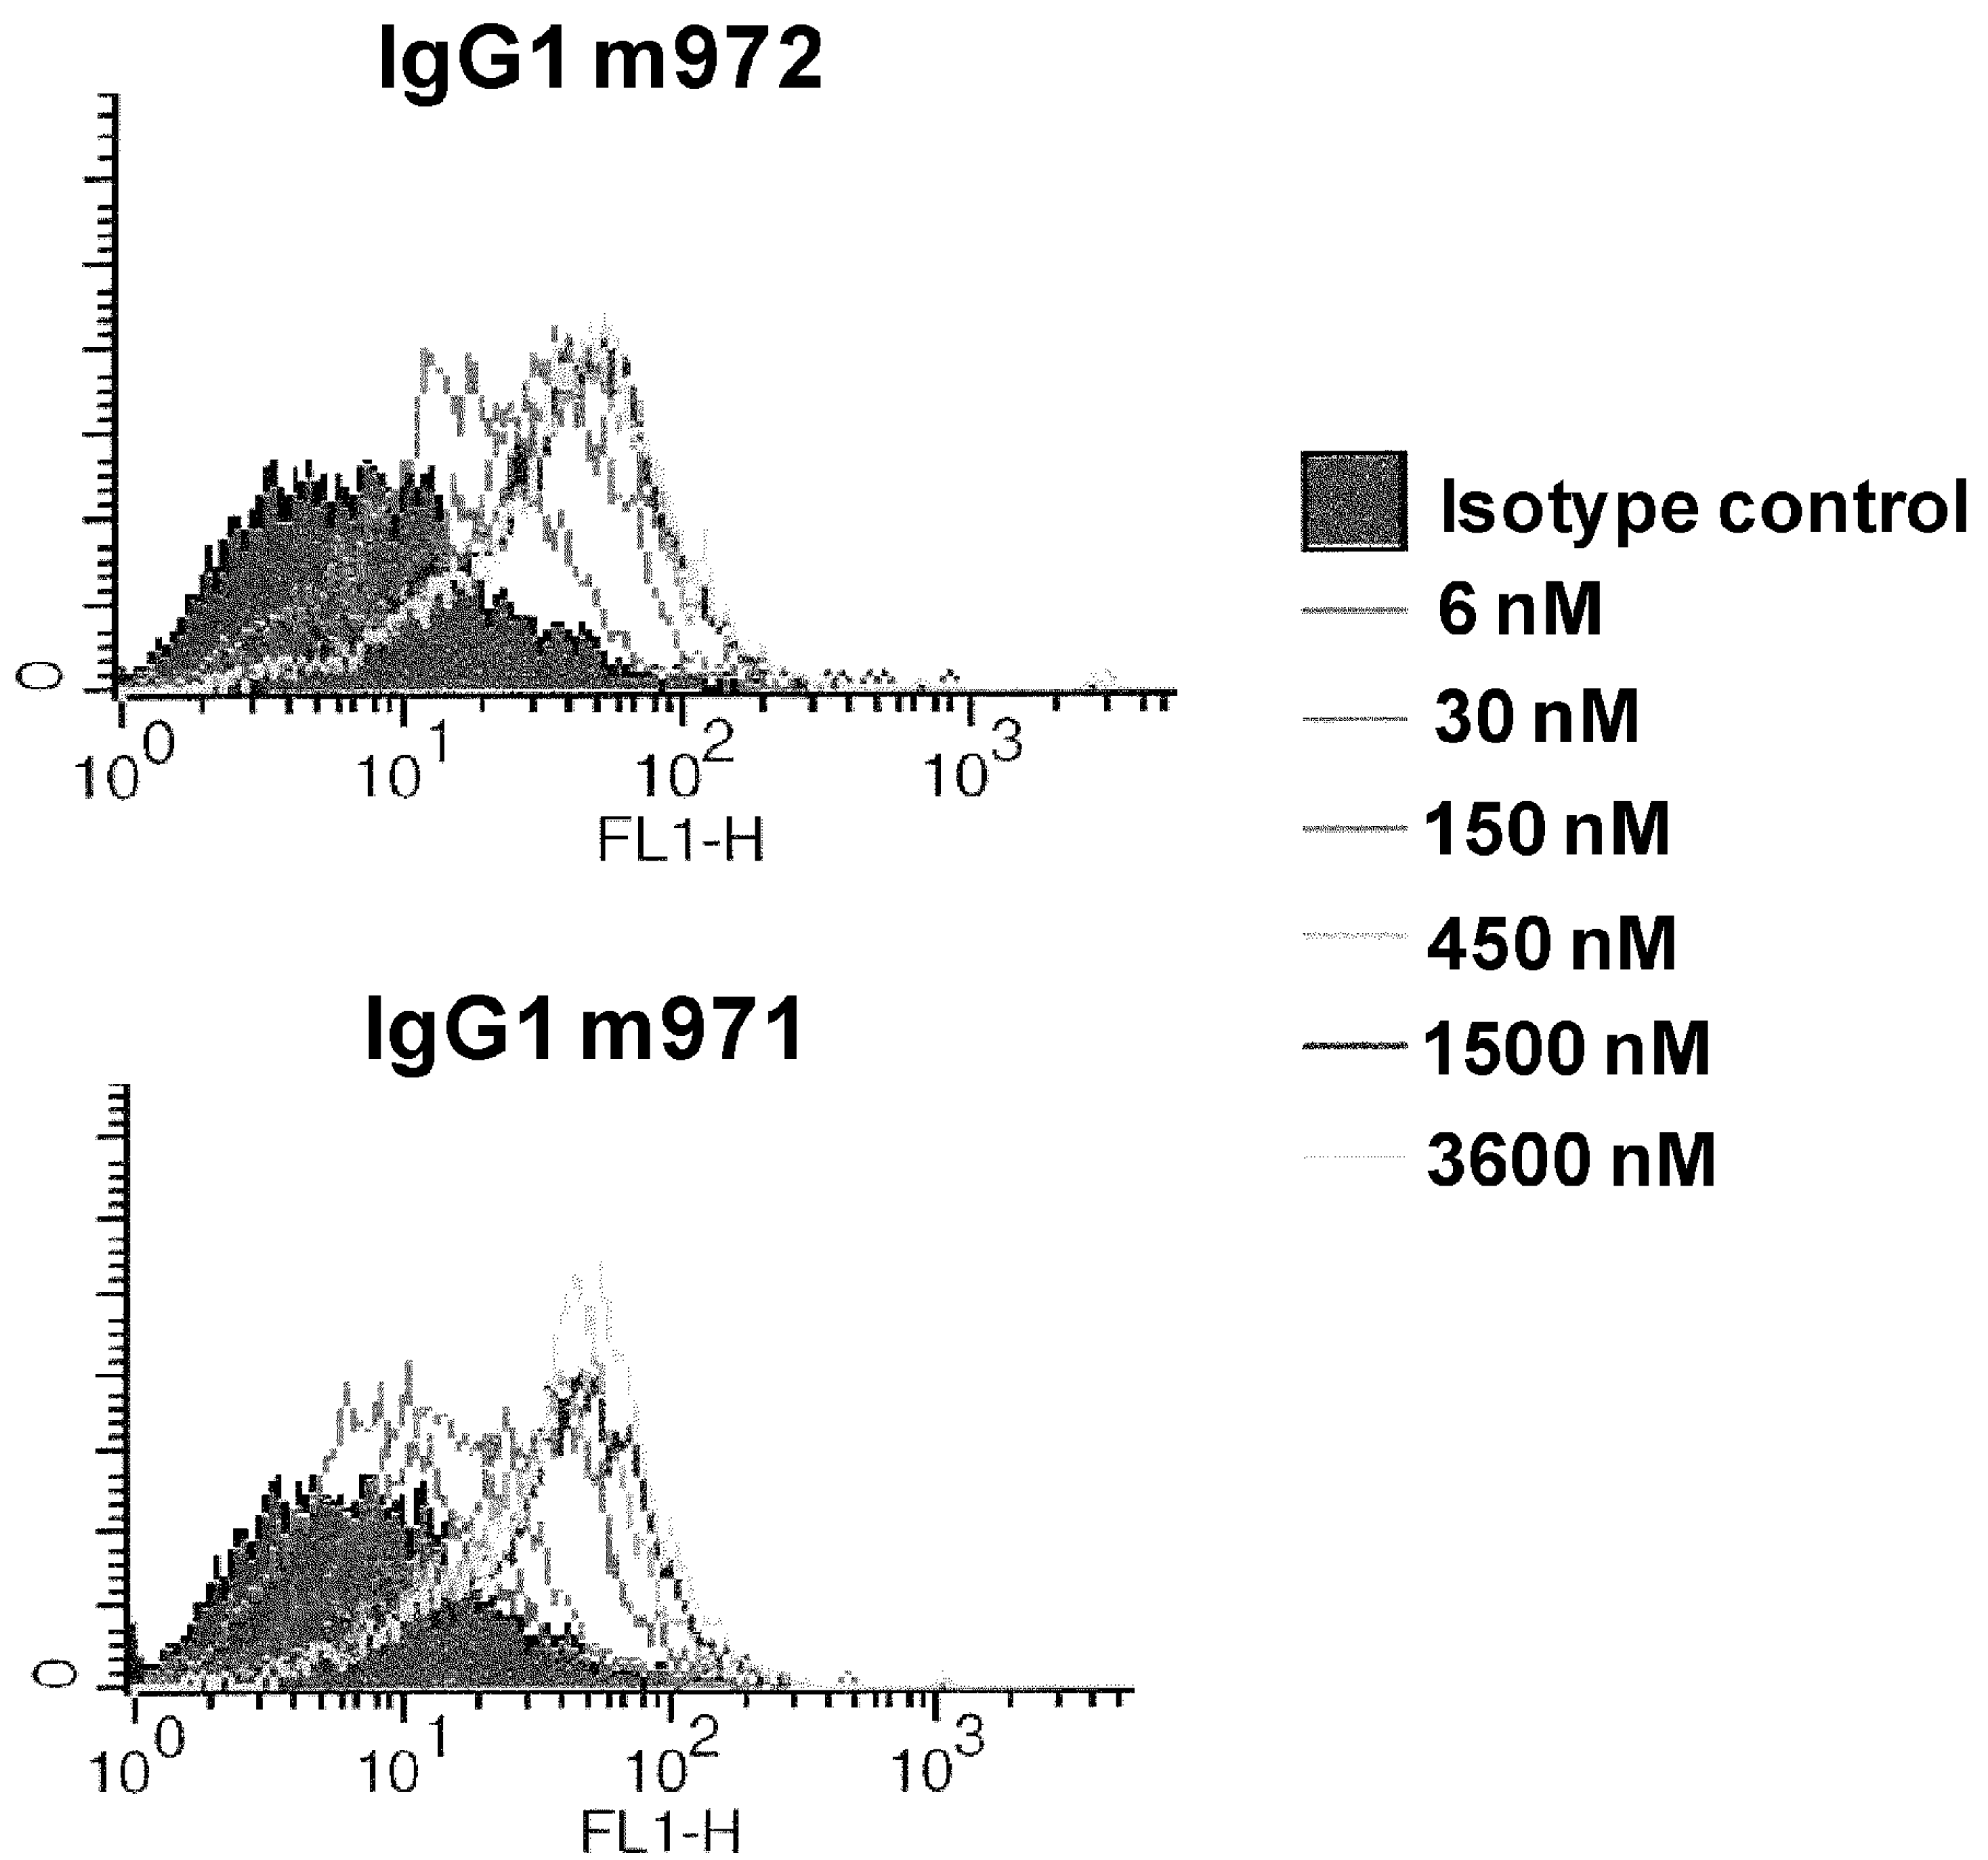 IgG1 m972
0
10^0 10^1 10^2 10^3
FL1-H
Isotype control
6 nM
30 nM
150 nM
450 nM
1500 nM
3600 nM
IgG1 m971
0
10^0 10^1 10^2 10^3
FL1-H